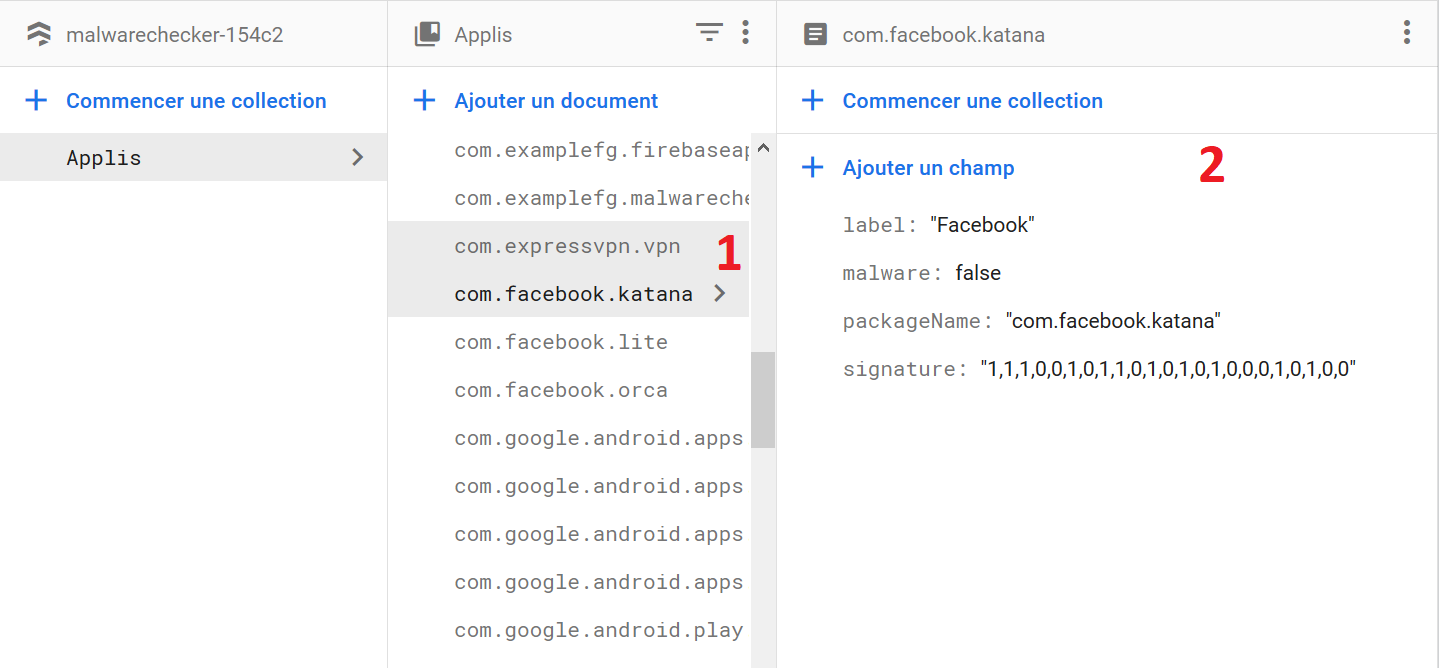 malwarechecker-154c2
Commencer une collection
Applis
Applis
Ajouter un document
com.examplefg.firebaseap
com.examplefg.malwareche
com.expressvpn.vpn
1
com.facebook.katana
com.facebook.lite
com.facebook.orca
com.google.android.apps
com.google.android.apps
com.google.android.apps
com.google.android.apps
com.google.android.play
com.facebook.katana
Commencer une collection
Ajouter un champ
2
label: "Facebook"
malware: false
packageName: "com.facebook.katana"
signature: "1,1,1,0,0,1,0,1,1,0,1,0,1,0,1,0,0,0,1,0,1,0,0"